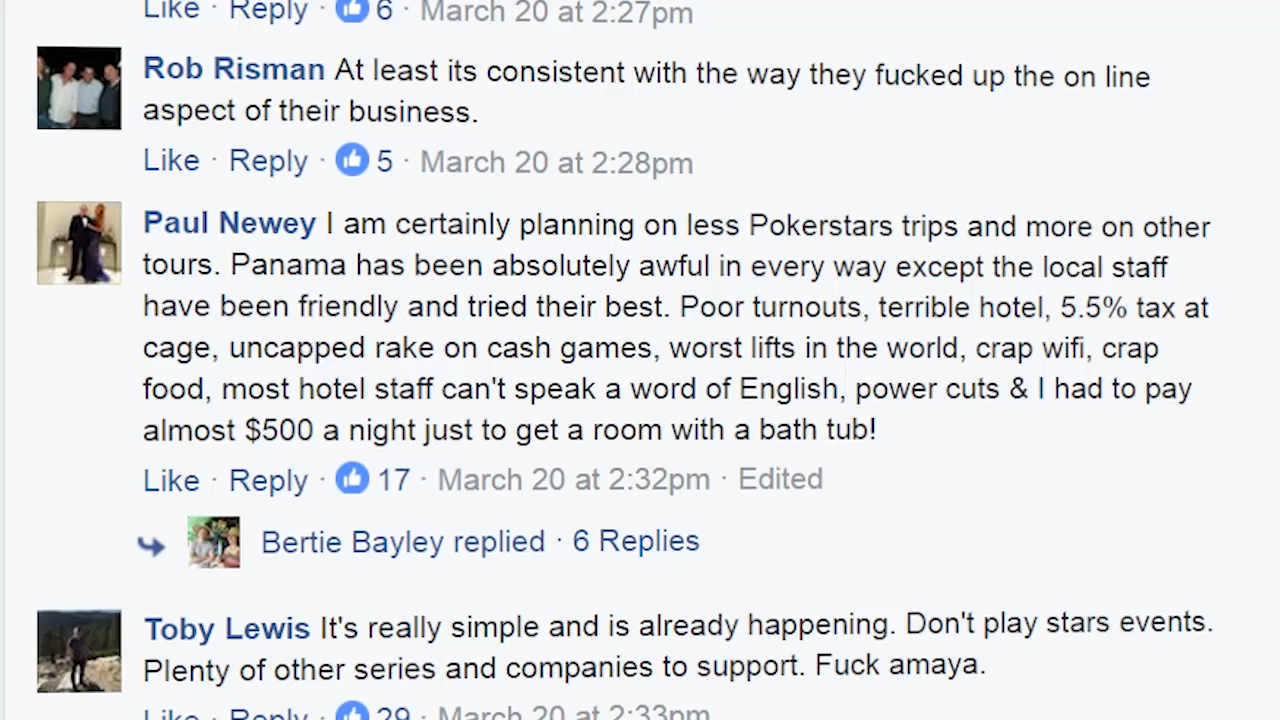 Like · Reply · 6 · March 20 at 2:27pm
Rob Risman At least its consistent with the way they fucked up the on line
aspect of their business.
Like · Reply · 5 · March 20 at 2:28pm
Paul Newey I am certainly planning on less Pokerstars trips and more on other
tours. Panama has been absolutely awful in every way except the local staff
have been friendly and tried their best. Poor turnouts, terrible hotel, 5.5% tax at
cage, uncapped rake on cash games, worst lifts in the world, crap wifi, crap
food, most hotel staff can't speak a word of English, power cuts & I had to pay
almost $500 a night just to get a room with a bath tub!
Like · Reply · 17 · March 20 at 2:32pm · Edited
Bertie Bayley replied · 6 Replies
Toby Lewis It's really simple and is already happening. Don't play stars events.
Plenty of other series and companies to support. Fuck amaya.
Like · Reply · 29 · March 20 at 2:33pm